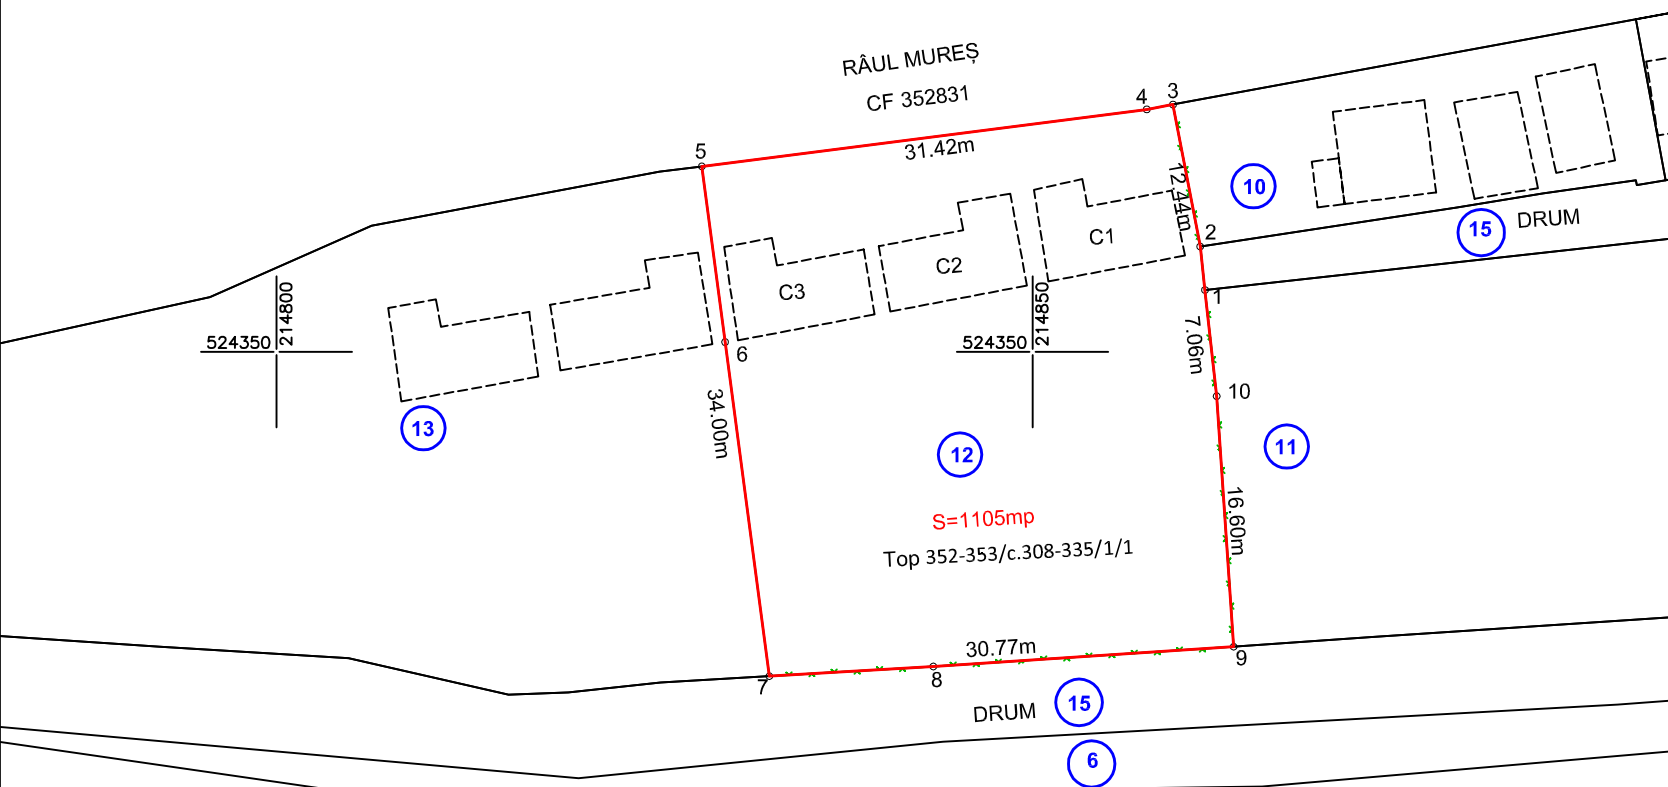 RÂUL MUREȘ
CF 352831
4
3
5
31.42m
12.44m
10
2
15
DRUM
C1
C2
C3
1
214800
524350
214850
524350
7.06m
6
10
34.00m
13
12
11
S=1105mp
16.60m
Top 352-353/c.308-335/1/1
30.77m
9
7
8
DRUM
15
6